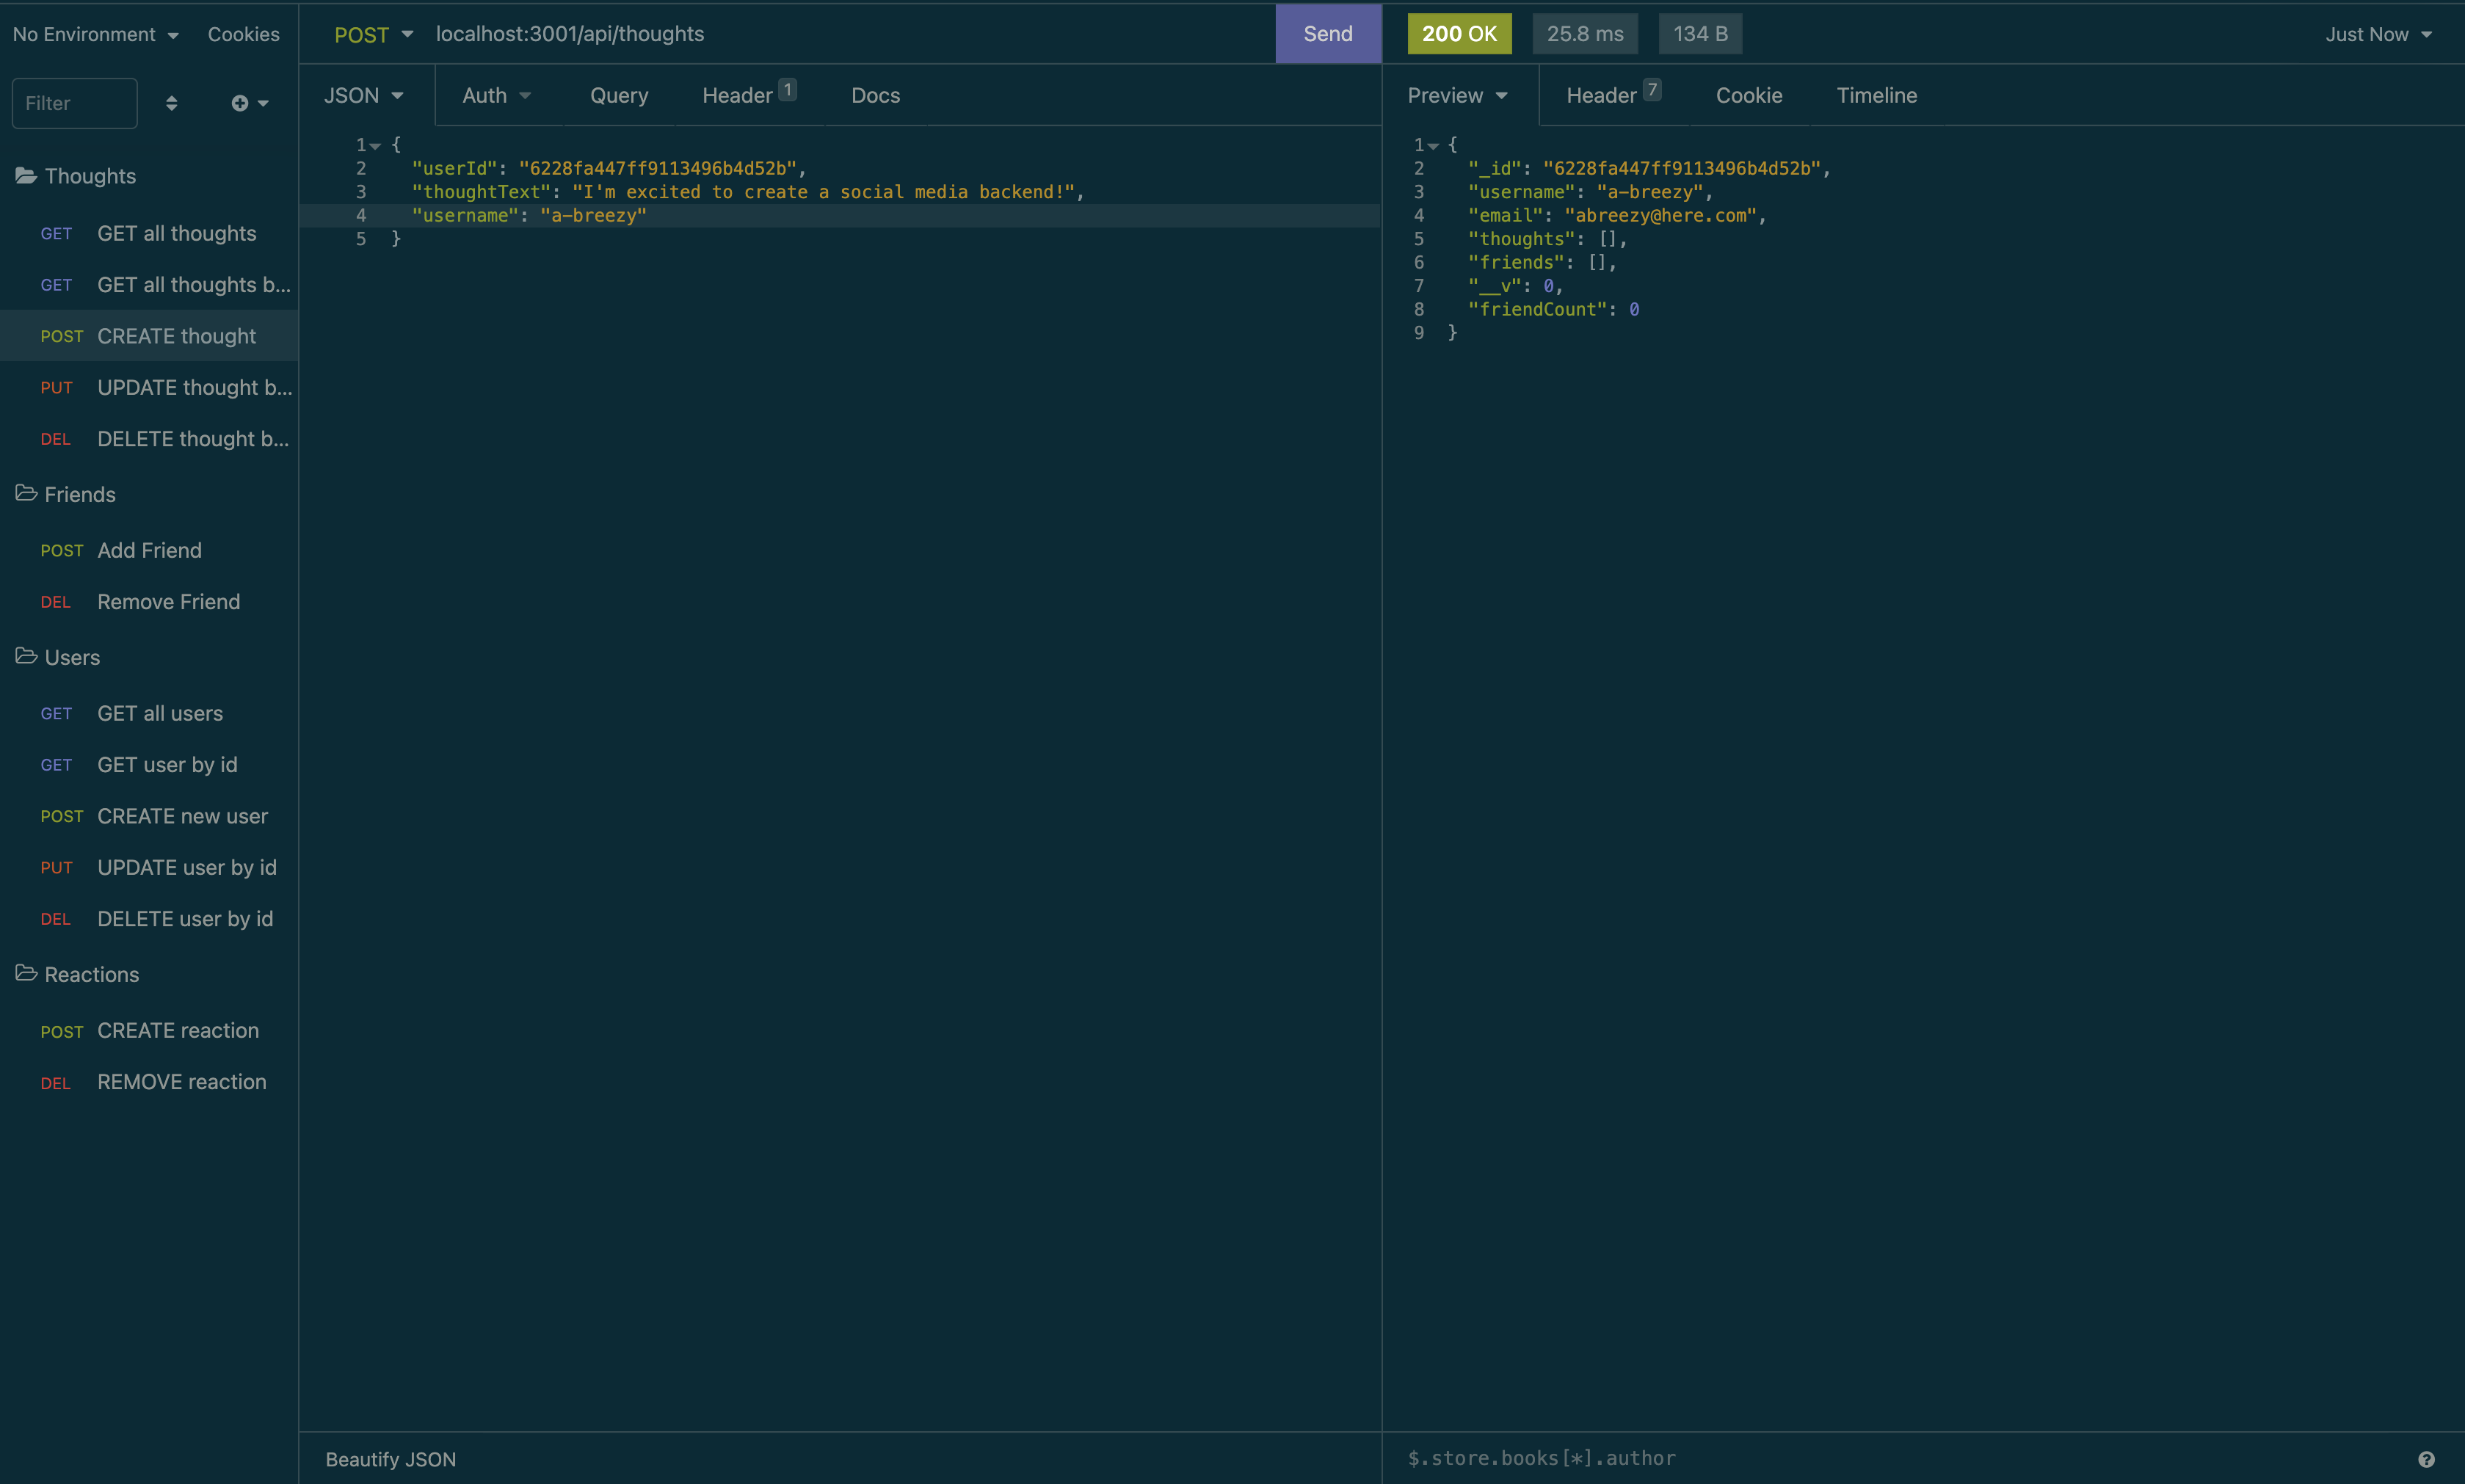 No Environment Cookies
Filter
Thoughts
GET GET all thoughts
GET GET all thoughts b...
POST CREATE thought
PUT UPDATE thought b...
DEL DELETE thought b...
Friends
POST Add Friend
DEL Remove Friend
Users
GET GET all users
GET GET user by id
POST CREATE new user
PUT UPDATE user by id
DEL DELETE user by id
Reactions
POST CREATE reaction
DEL REMOVE reaction
POST localhost:3001/api/thoughts Send
JSON Auth Query Header 1 Docs
1 {
2 "userId": "6228fa447ff9113496b4d52b",
3 "thoughtText": "I'm excited to create a social media backend!",
4 "username": "a-breezy"
5 }
Beautify JSON
200 OK 25.8 ms 134 B Just Now
Preview Header 7 Cookie Timeline
1 {
2 "_id": "6228fa447ff9113496b4d52b",
3 "username": "a-breezy",
4 "email": "abreezy@here.com",
5 "thoughts": [],
6 "friends": [],
7 "__v": 0,
8 "friendCount": 0
9 }
$.store.books[*].author ?